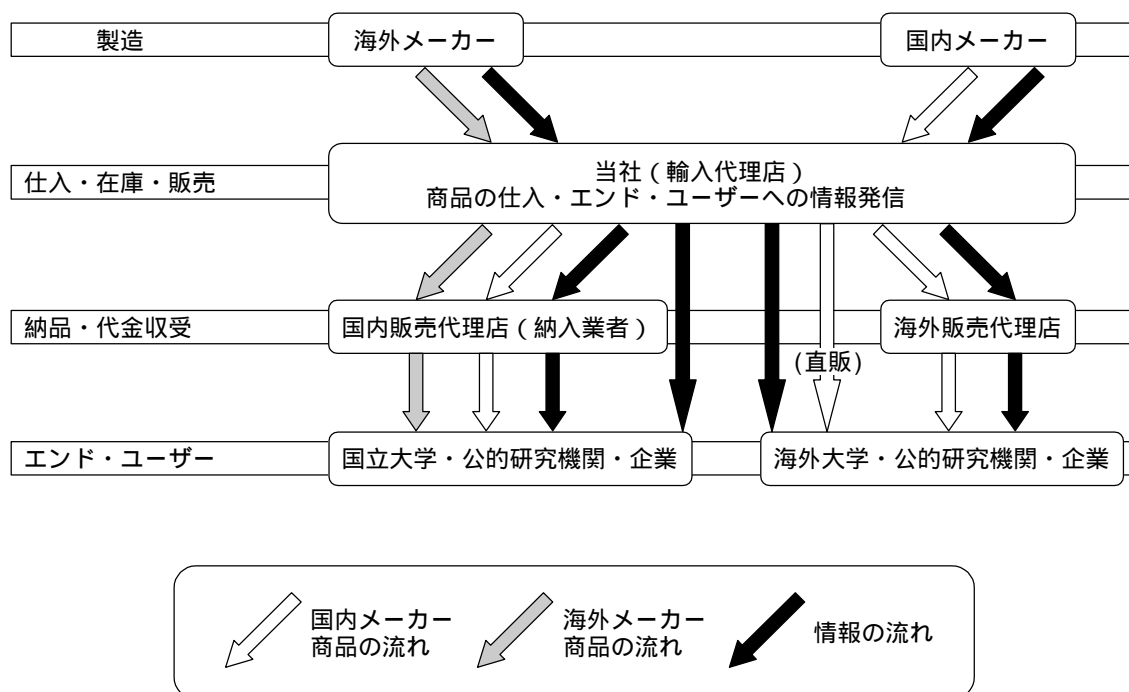 製造
海外メーカー
国内メーカー
仕入・在庫・販売
当社（輸入代理店）
商品の仕入・エンド・ユーザーへの情報発信
納品・代金収受
国内販売代理店（納入業者）
海外販売代理店
(直販)
エンド・ユーザー
国立大学・公的研究機関・企業
海外大学・公的研究機関・企業
国内メーカー
商品の流れ
海外メーカー
商品の流れ
情報の流れ